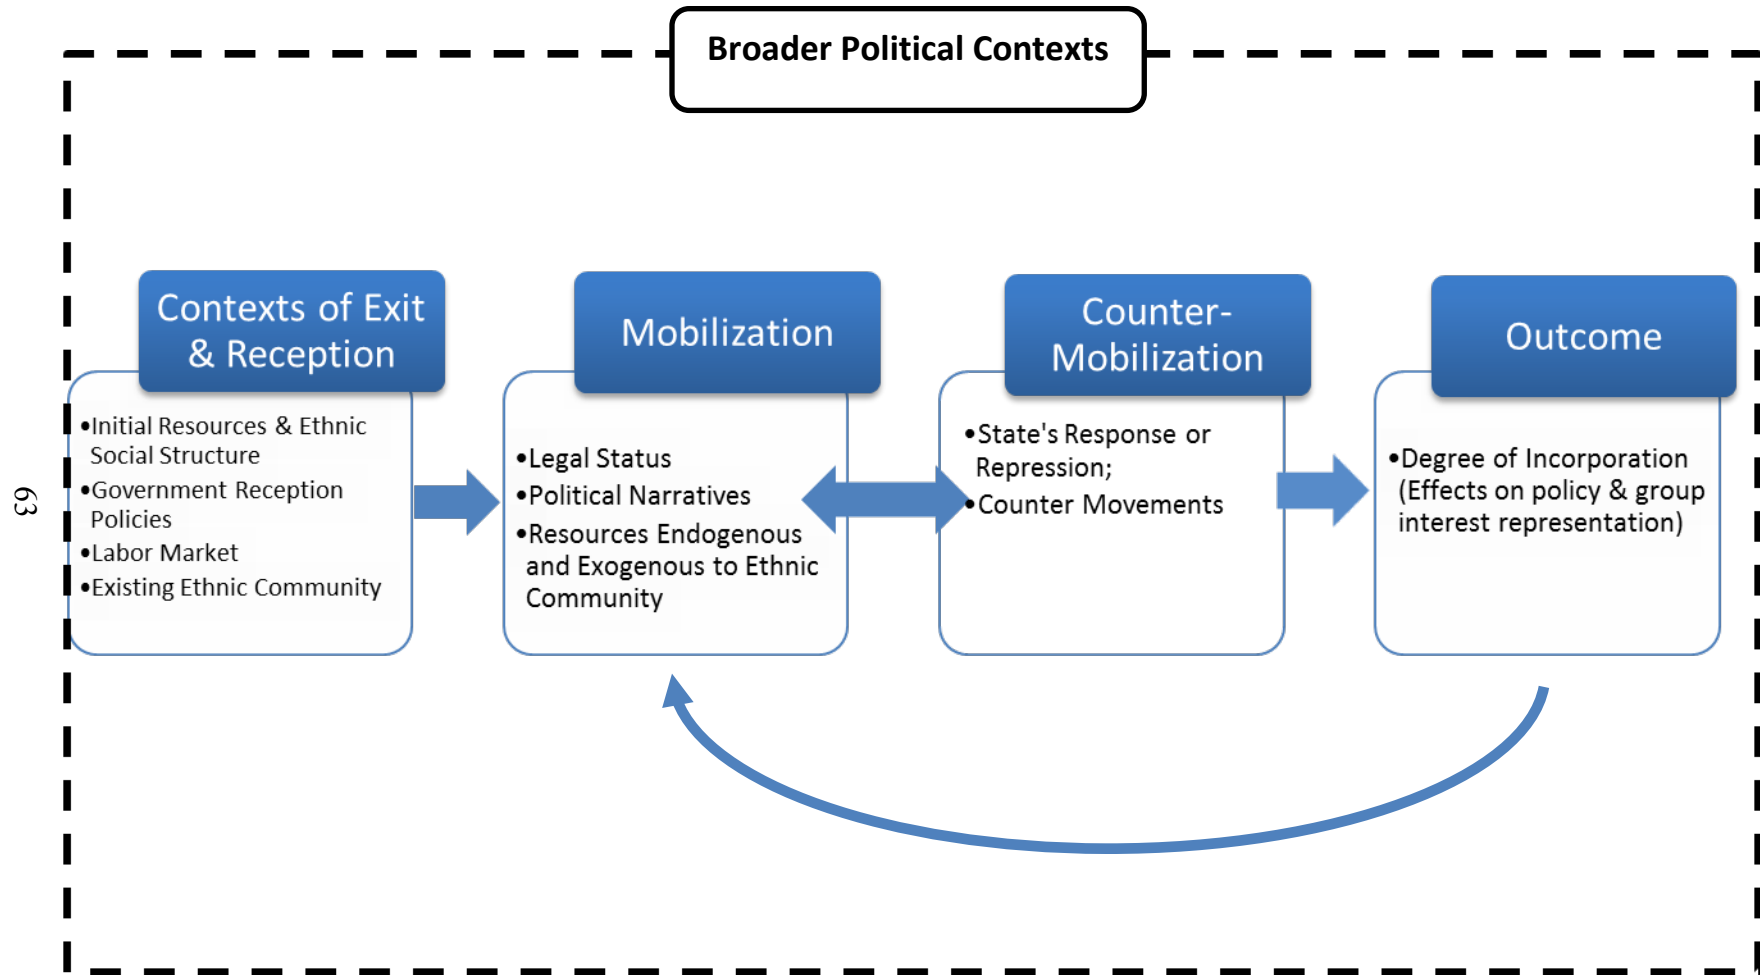 Broader Political Contexts
Contexts of Exit
& Reception
•Initial Resources & Ethnic
Social Structure
•Government Reception
Policies
•Labor Market
•Existing Ethnic Community
Mobilization
•Legal Status
•Political Narratives
•Resources Endogenous
and Exogenous to Ethnic
Community
Counter-
Mobilization
•State's Response or
Repression;
•Counter Movements
Outcome
•Degree of Incorporation
(Effects on policy & group
interest representation)
63